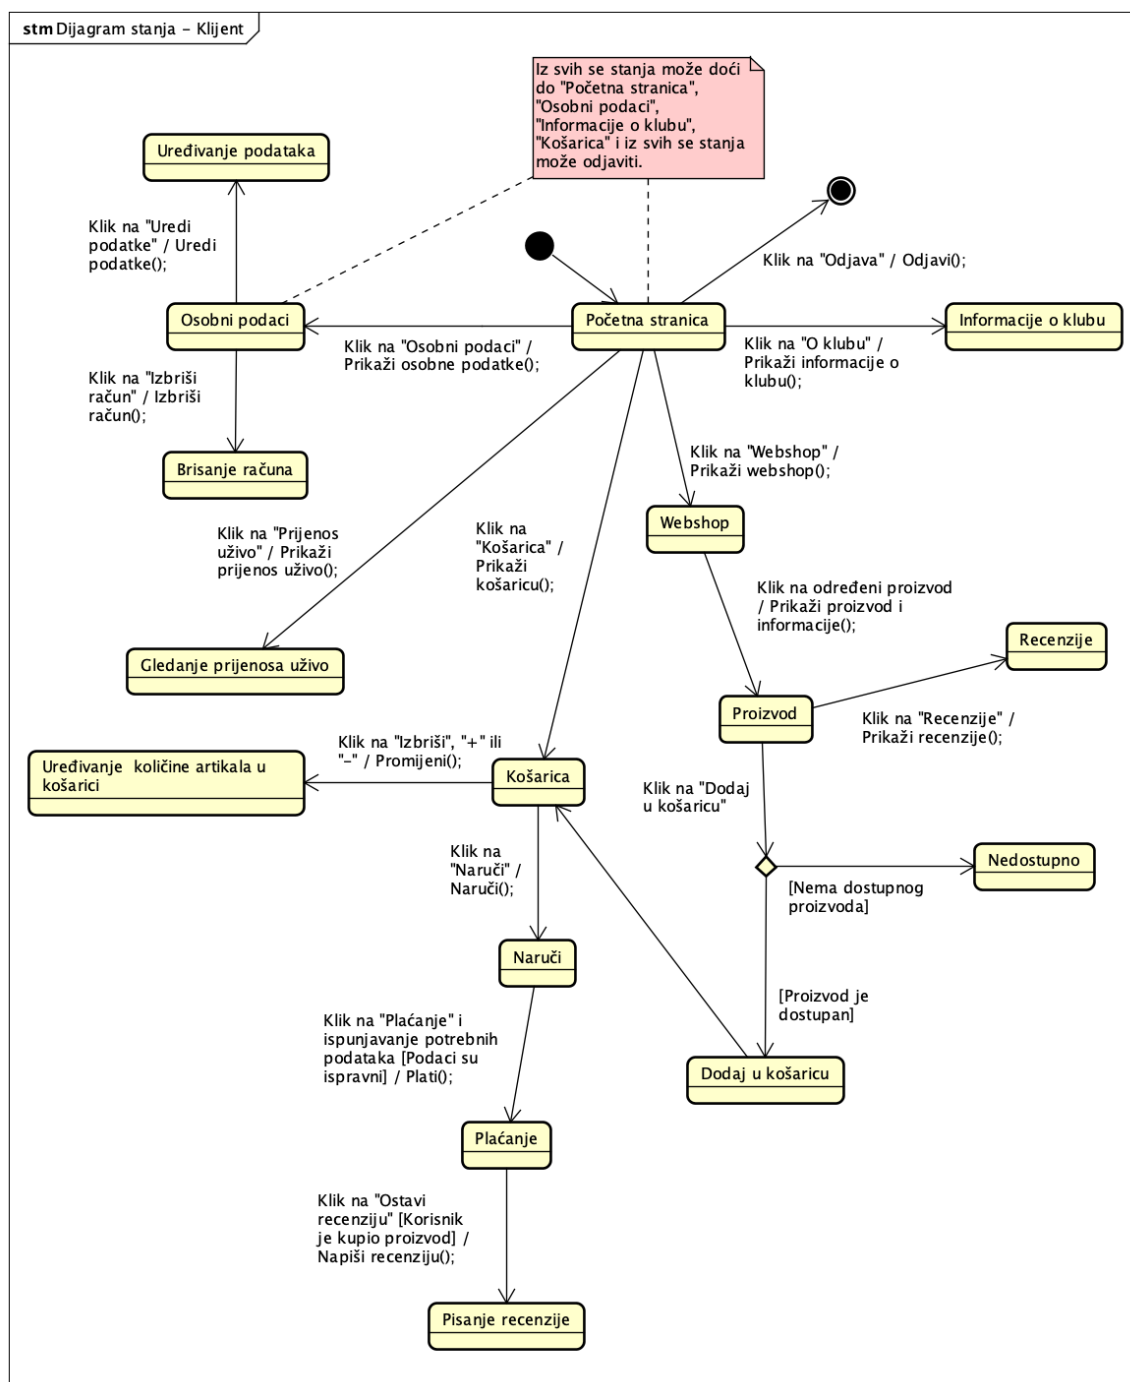 stm Dijagram stanja - Klijent
Iz svih se stanja može doći
do "Početna stranica",
"Osobni podaci",
"Informacije o klubu",
"Košarica" i iz svih se stanja
može odjaviti.
Uređivanje podataka
Klik na "Uredi
podatke" / Uredi
podatke();
Klik na "Odjava" / Odjavi();
Osobni podaci
Početna stranica
Informacije o klubu
Klik na "Osobni podaci" /
Prikaži osobne podatke();
Klik na "O klubu" /
Prikaži informacije o
klubu();
Klik na "Izbriši
račun" / Izbriši
račun();
Brisanje računa
Klik na "Webshop" /
Prikaži webshop();
Webshop
Klik na "Prijenos
uživo" / Prikaži
prijenos uživo();
Klik na
"Košarica" /
Prikaži
košaricu();
Klik na određeni proizvod
/ Prikaži proizvod i
informacije();
Recenzije
Gledanje prijenosa uživo
Proizvod
Klik na "Recenzije" /
Prikaži recenzije();
Klik na "Izbriši", "+" ili
"-" / Promijeni();
Uređivanje  količine artikala u
košarici
Košarica
Klik na "Dodaj
u košaricu"
Klik na
"Naruči" /
Naruči();
Nedostupno
[Nema dostupnog
proizvoda]
Naruči
[Proizvod je
dostupan]
Klik na "Plaćanje" i
ispunjavanje potrebnih
podataka [Podaci su
ispravni] / Plati();
Dodaj u košaricu
Plaćanje
Klik na "Ostavi
recenziju" [Korisnik
je kupio proizvod] /
Napiši recenziju();
Pisanje recenzije